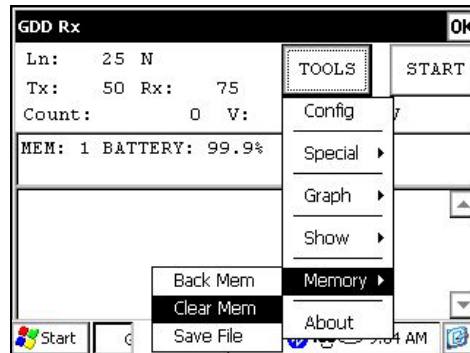 GDD Rx OK
Ln: 25 N
TOOLS START
Tx: 50 Rx: 75
Count: 0 V:
MEM: 1 BATTERY: 99.9%
Config
Special
Graph
Show
Memory
About
Back Mem
Clear Mem
Save File
Start
AM